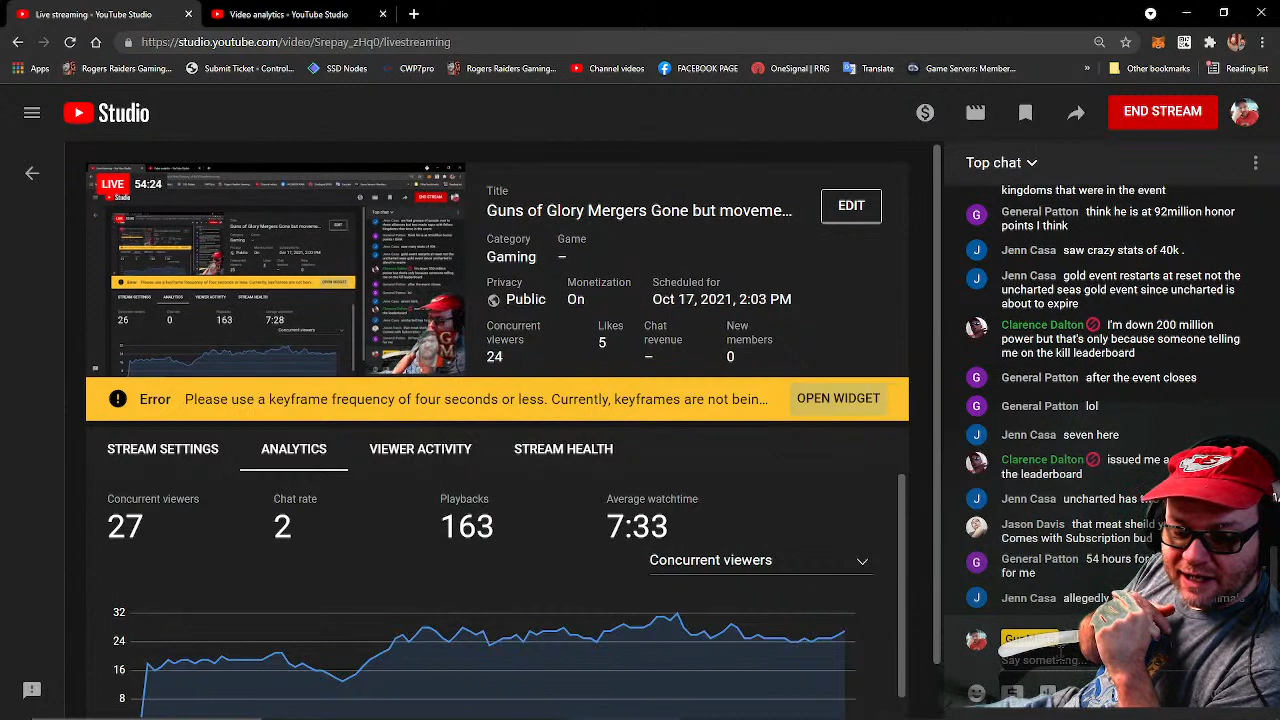 Live streaming - YouTube Studio
Video analytics - YouTube Studio
https://studio.youtube.com/video/Srepay_zHq0/livestreaming
Apps
Rogers Raiders Gaming...
Submit Ticket - Control...
SSD Nodes
CWP7pro
Rogers Raiders Gaming...
Channel videos
FACEBOOK PAGE
OneSignal | RRG
Translate
Game Servers: Member...
»
Other bookmarks
Reading list
Studio
END STREAM
LIVE 54:24
Title
Guns of Glory Mergers Gone but moveme...
EDIT
Category
Game
Gaming
–
Privacy
Monetization
Scheduled for
Public
On
Oct 17, 2021, 2:03 PM
Concurrent viewers
Likes
Chat revenue
New members
24
5
–
0
Error Please use a keyframe frequency of four seconds or less. Currently, keyframes are not bein...
OPEN WIDGET
STREAM SETTINGS
ANALYTICS
VIEWER ACTIVITY
STREAM HEALTH
Concurrent viewers
Chat rate
Playbacks
Average watchtime
27
2
163
7:33
Concurrent viewers
32
24
16
8
Top chat
kingdoms that were in the event
General Patton think he is at 92million honor
points i think
Jenn Casa saw crazy stats of 40k
Jenn Casa gold event restarts at reset not the
uncharted seas gold event since uncharted is
about to expire
Clarence Dalton I'm down 200 million
power but that's only because someone telling
me on the kill leaderboard
General Patton after the event closes
General Patton lol
Jenn Casa seven here
Clarence Dalton issued me a
the leaderboard
Jenn Casa uncharted has
Jason Davis that meat sheild
Comes with Subscription bud
General Patton 54 hours for
for me
Jenn Casa allegedly
Say something...